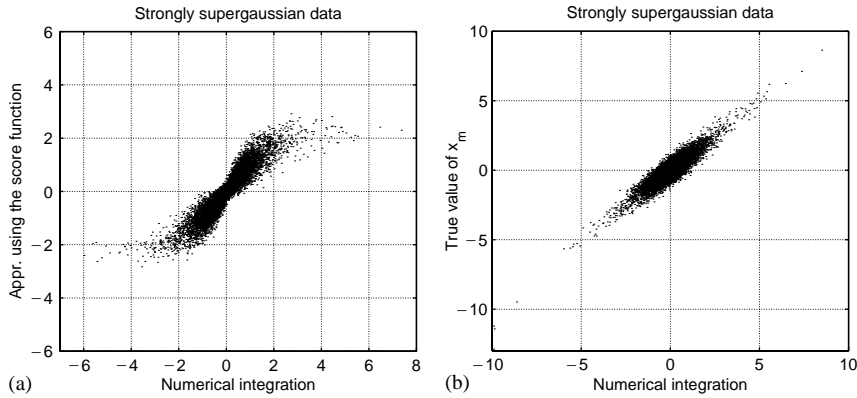 Strongly supergaussian data
6
4
2
0
−2
−4
−6
−6 −4 −2 0 2 4 6 8
Appr. using the score function
Numerical integration
(a)
Strongly supergaussian data
10
5
0
−5
−10
−10 −5 0 5 10
True value of x_m
Numerical integration
(b)